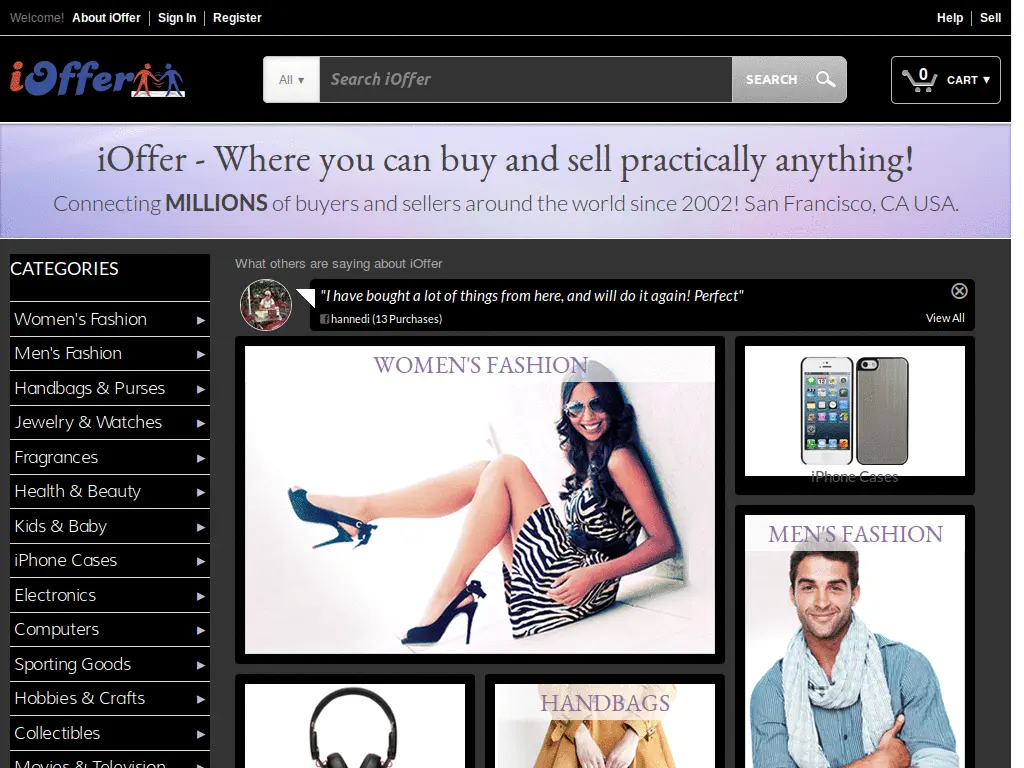 Welcome! About iOffer Sign In Register Help Sell
iOffer
All ▼ Search iOffer SEARCH 0 CART ▼
iOffer - Where you can buy and sell practically anything!
Connecting MILLIONS of buyers and sellers around the world since 2002! San Francisco, CA USA.
CATEGORIES
Women's Fashion
Men's Fashion
Handbags & Purses
Jewelry & Watches
Fragrances
Health & Beauty
Kids & Baby
iPhone Cases
Electronics
Computers
Sporting Goods
Hobbies & Crafts
Collectibles
Movies & Television
What others are saying about iOffer
"I have bought a lot of things from here, and will do it again! Perfect"
hannedi (13 Purchases) View All
WOMEN'S FASHION
iPhone Cases
MEN'S FASHION
HANDBAGS